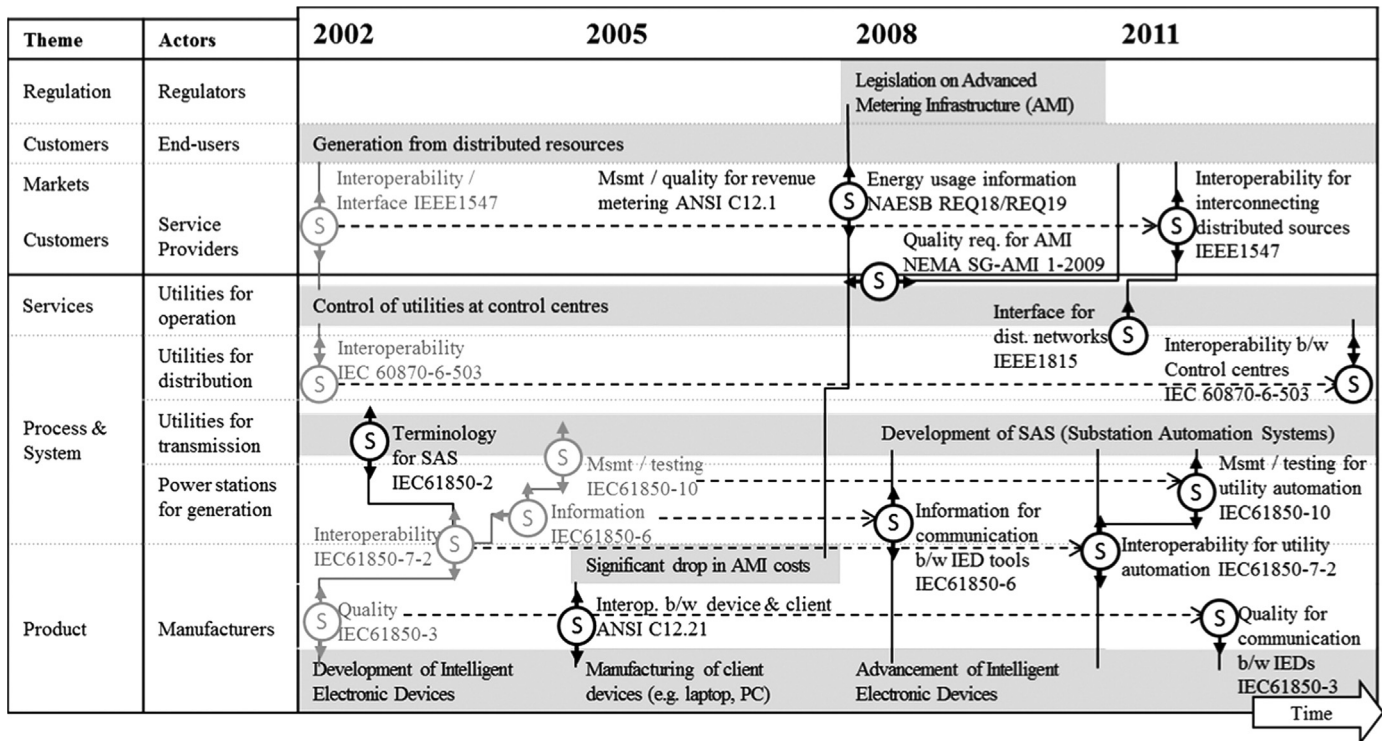 Theme
Actors
2002
2005
2008
2011
Regulation
Regulators
Legislation on Advanced
Metering Infrastructure (AMI)
Customers
End-users
Generation from distributed resources
Markets
Customers
Service
Providers
Interoperability /
Interface IEEE1547
S
Msmt / quality for revenue
metering ANSI C12.1
S
Energy usage information
NAESB REQ18/REQ19
Quality req. for AMI
NEMA SG-AMI 1-2009
S
S
Interoperability for
interconnecting
distributed sources
IEEE1547
Services
Utilities for
operation
Control of utilities at control centres
Interface for
dist. networks
IEEE1815
S
Process &
System
Utilities for
distribution
Interoperability
IEC 60870-6-503
S
Interoperability b/w
Control centres
IEC 60870-6-503
S
Utilities for
transmission
S
Terminology
for SAS
IEC61850-2
Development of SAS (Substation Automation Systems)
Power stations
for generation
S
Msmt / testing
IEC61850-10
S
Information
IEC61850-6
Interoperability
IEC61850-7-2
S
S
Information for
communication
b/w IED tools
IEC61850-6
S
Msmt / testing for
utility automation
IEC61850-10
S
Interoperability for utility
automation IEC61850-7-2
Product
Manufacturers
Significant drop in AMI costs
S
Quality
IEC61850-3
S
Interop. b/w device & client
ANSI C12.21
S
Quality for
communication
b/w IEDs
IEC61850-3
Development of Intelligent
Electronic Devices
Manufacturing of client
devices (e.g. laptop, PC)
Advancement of Intelligent
Electronic Devices
Time